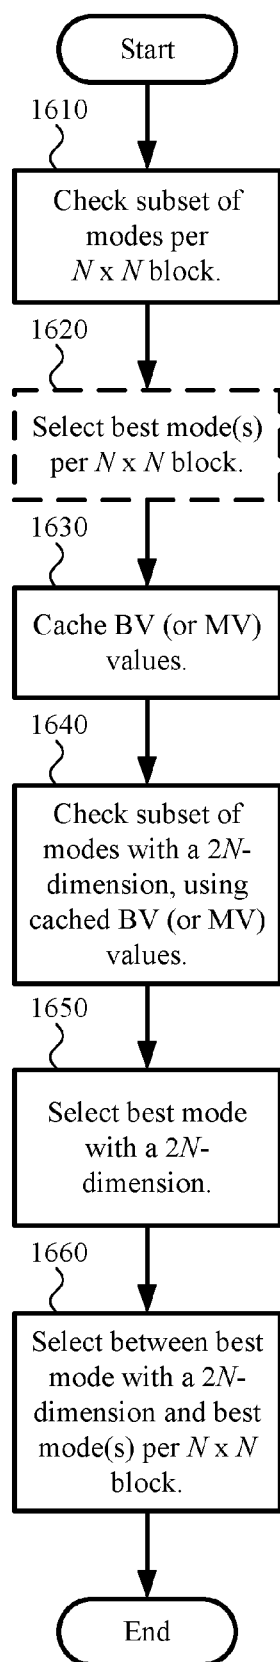 Start
1610
Check subset of
modes per
N x N block.
1620
Select best mode(s)
per N x N block.
1630
Cache BV (or MV)
values.
1640
Check subset of
modes with a 2N-
dimension, using
cached BV (or MV)
values.
1650
Select best mode
with a 2N-
dimension.
1660
Select between best
mode with a 2N-
dimension and best
mode(s) per N x N
block.
End